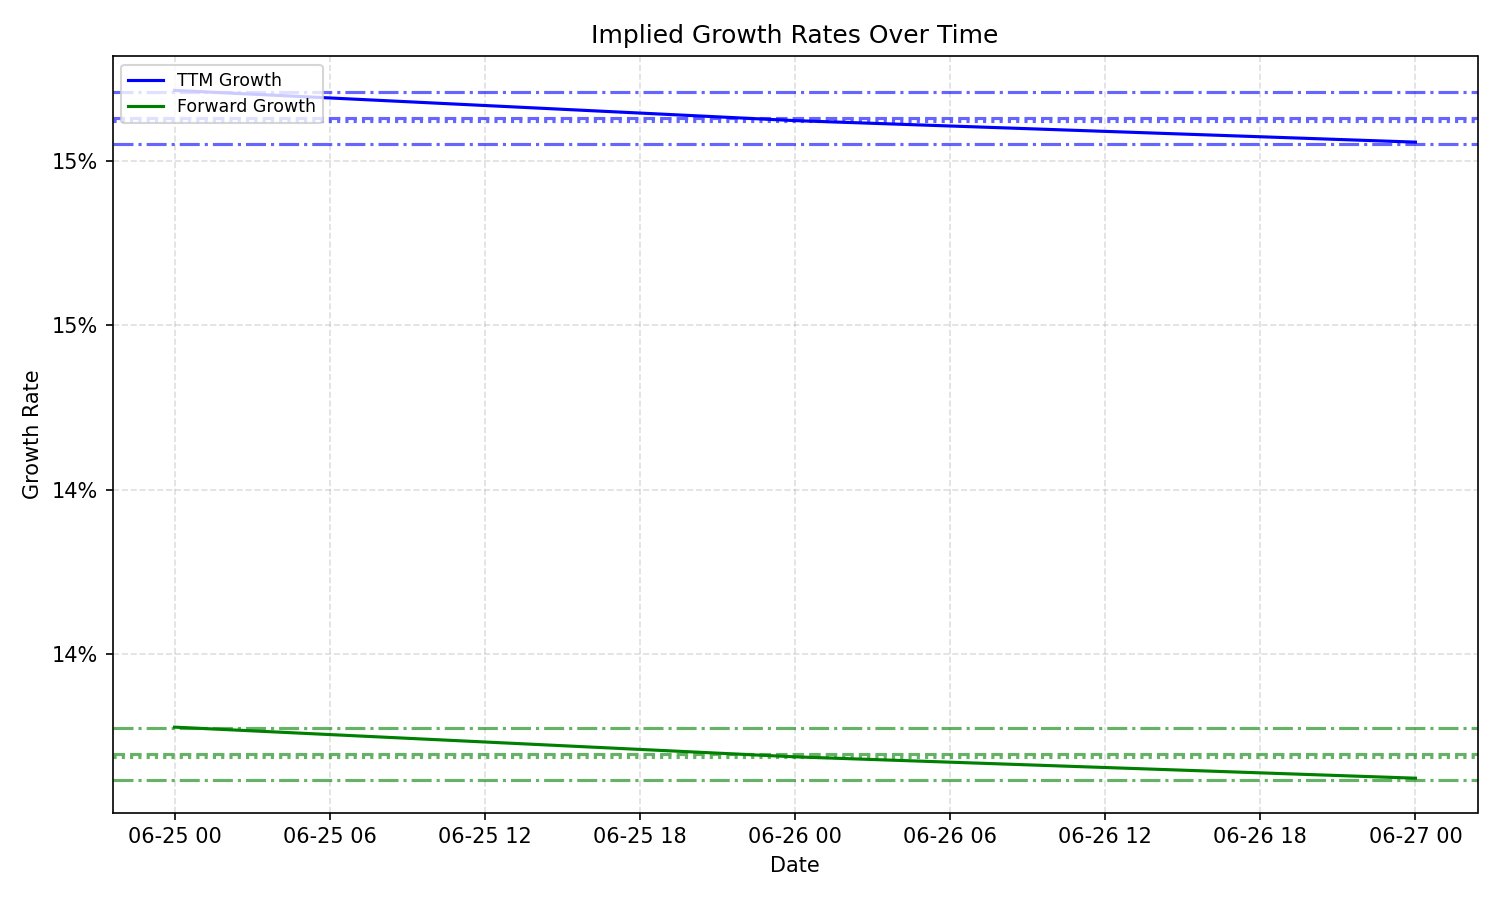 Implied Growth Rates Over Time
TTM Growth
Forward Growth
15%
15%
14%
14%
Growth Rate
06-25 00 06-25 06 06-25 12 06-25 18 06-26 00 06-26 06 06-26 12 06-26 18 06-27 00
Date